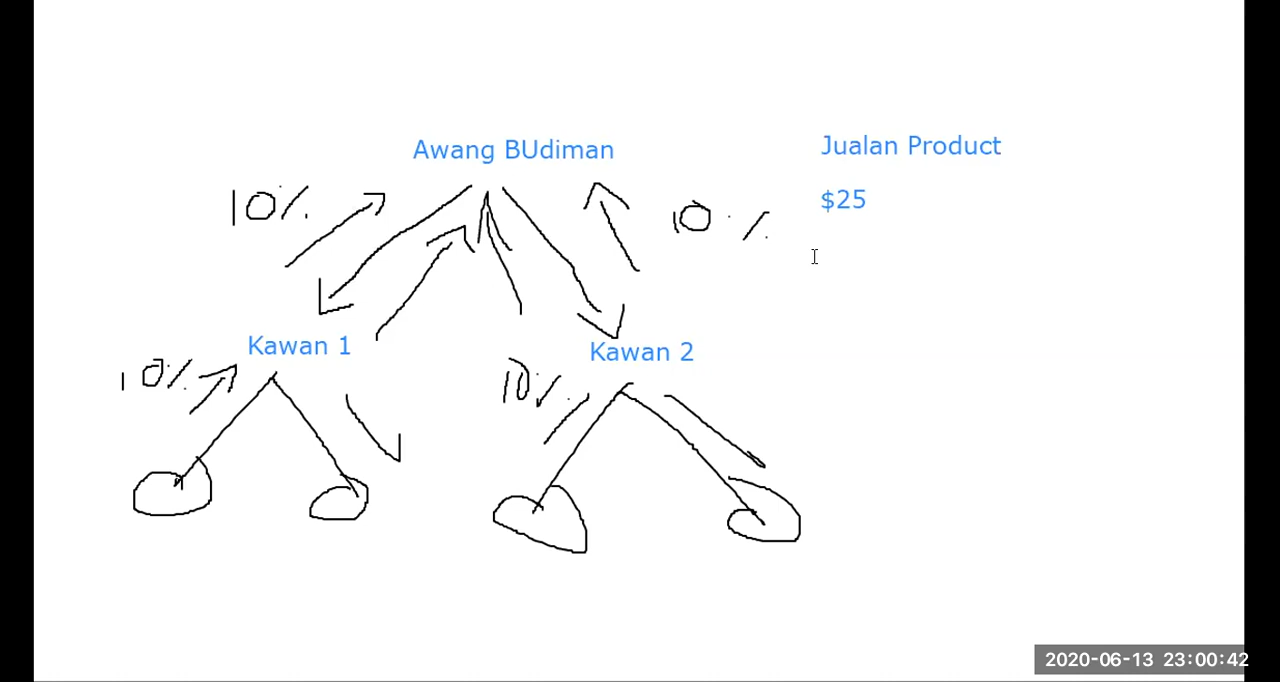 Awang BUdiman
Jualan Product
$25
10%
10%
Kawan 1
Kawan 2
10%
10%
2020-06-13 23:00:42